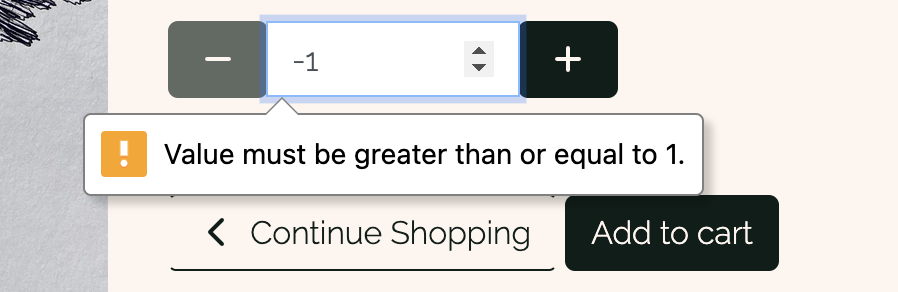 -1
Value must be greater than or equal to 1.
Continue Shopping
Add to cart